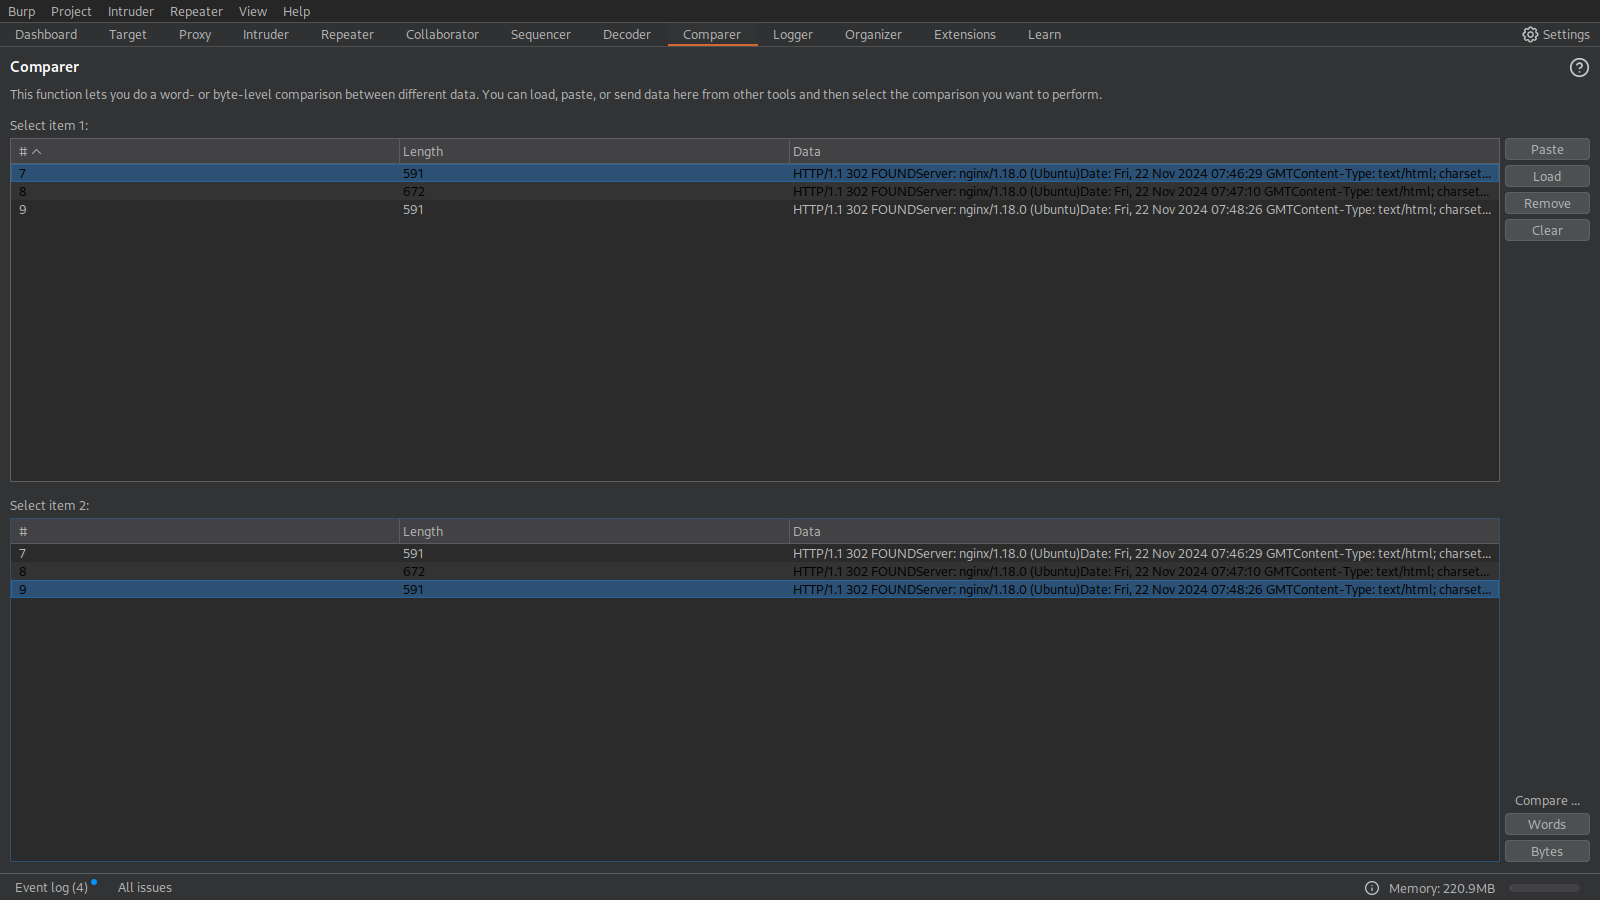 Burp Project Intruder Repeater View Help
Dashboard Target Proxy Intruder Repeater Collaborator Sequencer Decoder Comparer Logger Organizer Extensions Learn Settings
Comparer
This function lets you do a word- or byte-level comparison between different data. You can load, paste, or send data here from other tools and then select the comparison you want to perform.
Select item 1:
# Length Data
7 591 HTTP/1.1 302 FOUNDServer: nginx/1.18.0 (Ubuntu)Date: Fri, 22 Nov 2024 07:46:29 GMTContent-Type: text/html; charset...
8 672 HTTP/1.1 302 FOUNDServer: nginx/1.18.0 (Ubuntu)Date: Fri, 22 Nov 2024 07:47:10 GMTContent-Type: text/html; charset...
9 591 HTTP/1.1 302 FOUNDServer: nginx/1.18.0 (Ubuntu)Date: Fri, 22 Nov 2024 07:48:26 GMTContent-Type: text/html; charset...
Paste
Load
Remove
Clear
Select item 2:
# Length Data
7 591 HTTP/1.1 302 FOUNDServer: nginx/1.18.0 (Ubuntu)Date: Fri, 22 Nov 2024 07:46:29 GMTContent-Type: text/html; charset...
8 672 HTTP/1.1 302 FOUNDServer: nginx/1.18.0 (Ubuntu)Date: Fri, 22 Nov 2024 07:47:10 GMTContent-Type: text/html; charset...
9 591 HTTP/1.1 302 FOUNDServer: nginx/1.18.0 (Ubuntu)Date: Fri, 22 Nov 2024 07:48:26 GMTContent-Type: text/html; charset...
Compare ...
Words
Bytes
Event log (4) All issues Memory: 220.9MB